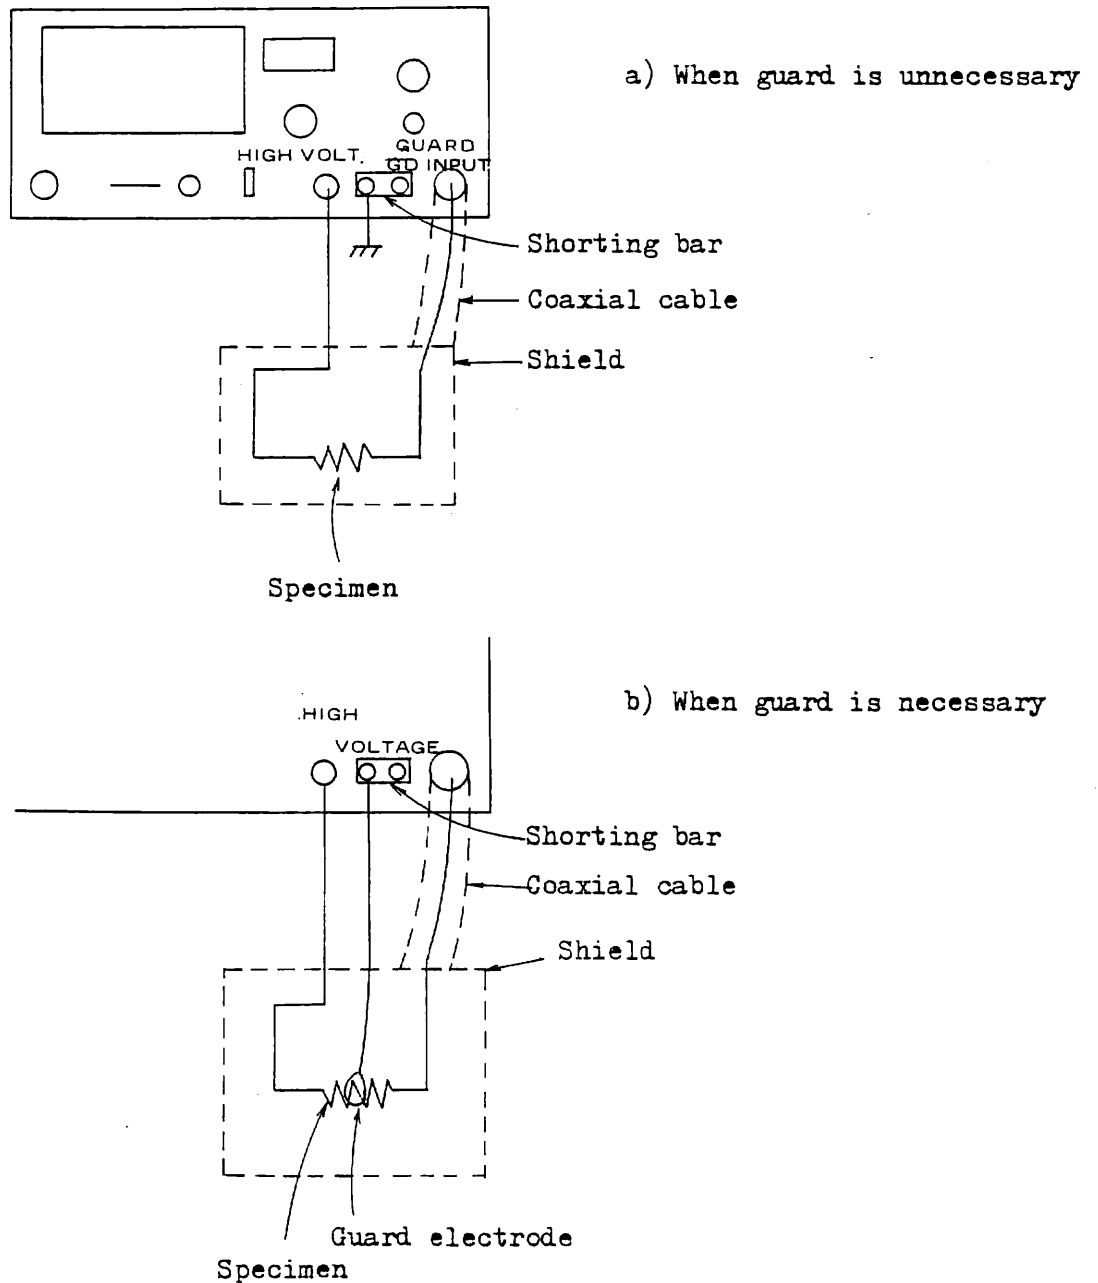 a) When guard is unnecessary
GUARD
HIGH VOLT.
GD INPUT
Shorting bar
Coaxial cable
Shield
Specimen
b) When guard is necessary
HIGH
VOLTAGE
Shorting bar
Coaxial cable
Shield
Guard electrode
Specimen